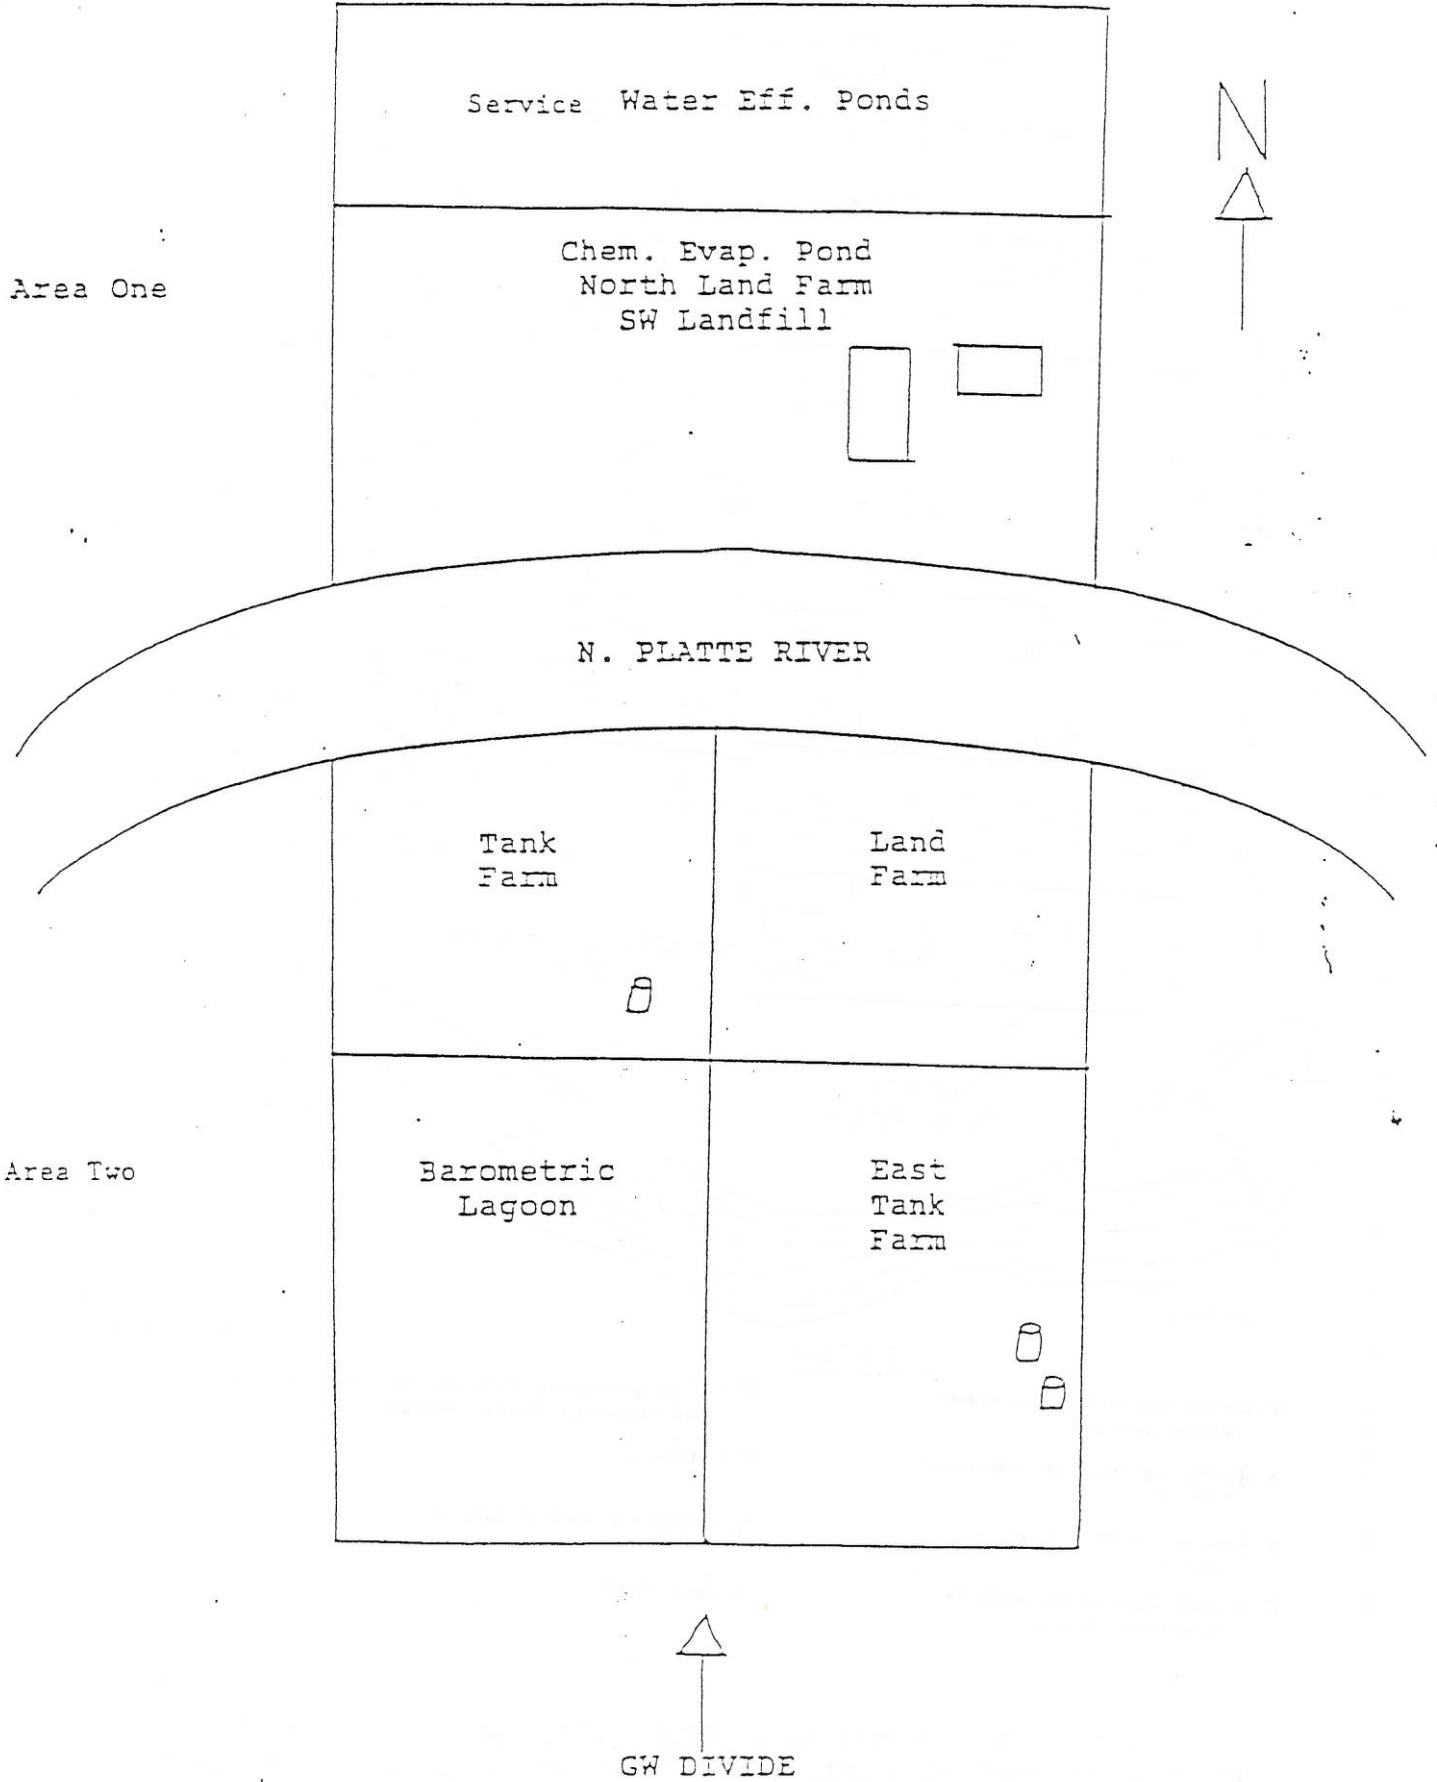 Service Water Eff. Ponds
N
Chem. Evap. Pond
North Land Farm
SW Landfill
Area One
N. PLATTE RIVER
Tank
Farm
Land
Farm
Area Two
Barometric
Lagoon
East
Tank
Farm
GW DIVIDE